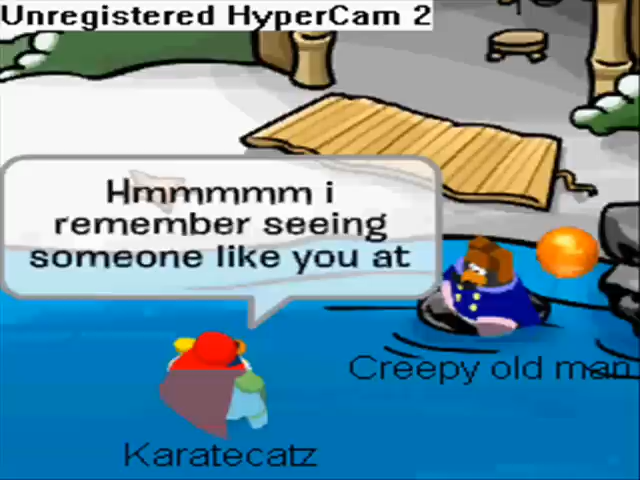 Unregistered HyperCam 2
Hmmmmm i
remember seeing
someone like you at
Creepy old man
Karatecatz